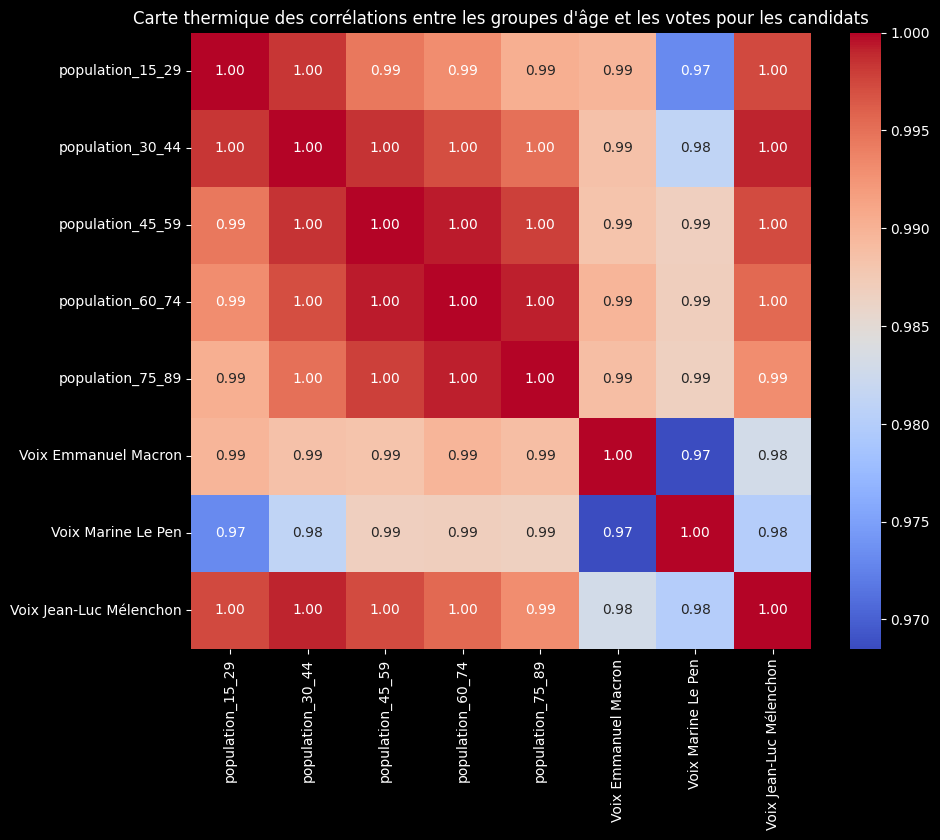 Carte thermique des corrélations entre les groupes d'âge et les votes pour les candidats
population_15_29 1.00 1.00 0.99 0.99 0.99 0.99 0.97 1.00
population_30_44 1.00 1.00 1.00 1.00 1.00 0.99 0.98 1.00
population_45_59 0.99 1.00 1.00 1.00 1.00 0.99 0.99 1.00
population_60_74 0.99 1.00 1.00 1.00 1.00 0.99 0.99 1.00
population_75_89 0.99 1.00 1.00 1.00 1.00 0.99 0.99 0.99
Voix Emmanuel Macron 0.99 0.99 0.99 0.99 0.99 1.00 0.97 0.98
Voix Marine Le Pen 0.97 0.98 0.99 0.99 0.99 0.97 1.00 0.98
Voix Jean-Luc Mélenchon 1.00 1.00 1.00 1.00 0.99 0.98 0.98 1.00
population_15_29
population_30_44
population_45_59
population_60_74
population_75_89
Voix Emmanuel Macron
Voix Marine Le Pen
Voix Jean-Luc Mélenchon
1.000
0.995
0.990
0.985
0.980
0.975
0.970